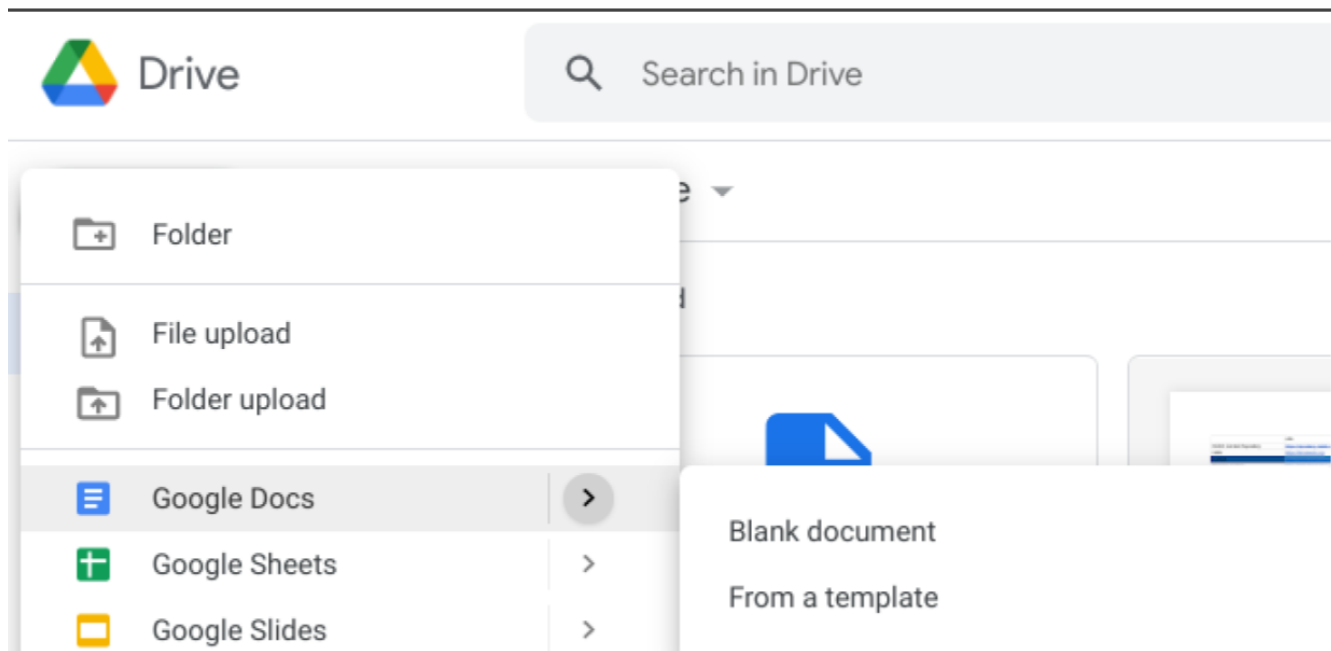 Drive
Search in Drive
Folder
File upload
Folder upload
Google Docs
Blank document
Google Sheets
From a template
Google Slides